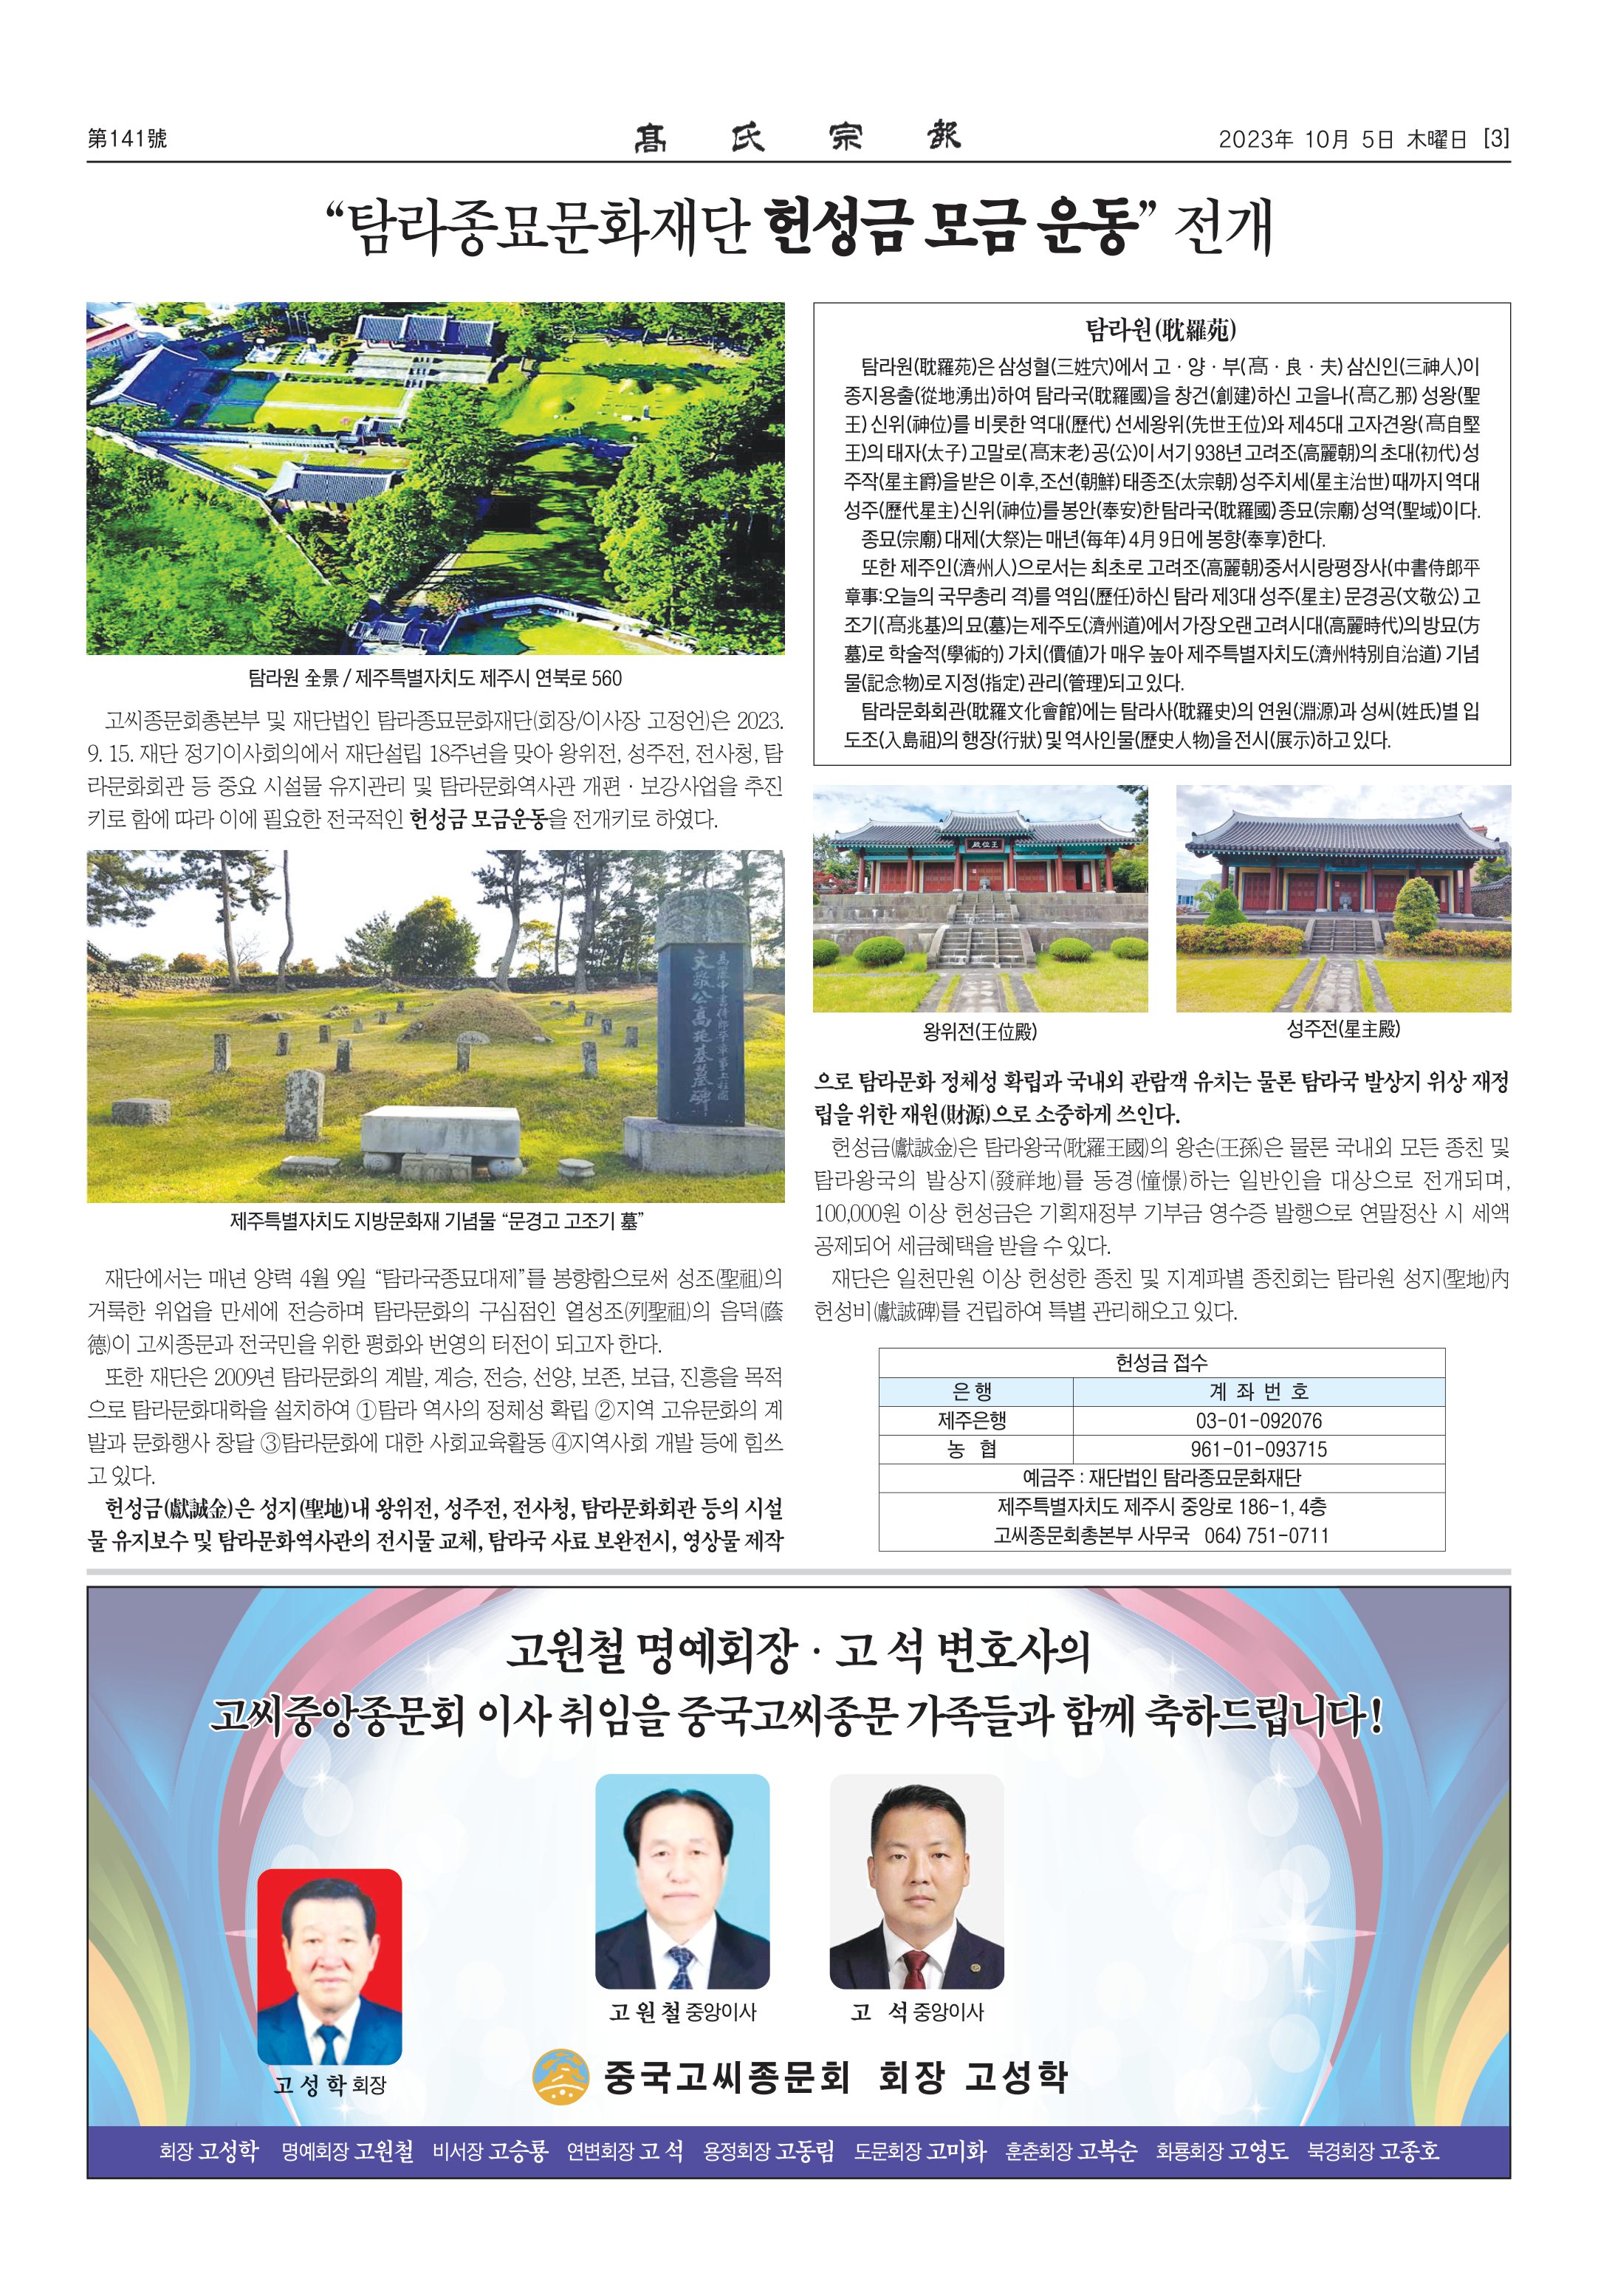 第141號
髙氏宗報
2023年 10月 5日 木曜日 [3]
“탐라종묘문화재단 헌성금 모금 운동” 전개
탐라원 全景 / 제주특별자치도 제주시 연북로 560
고씨종문회총본부 및 재단법인 탐라종묘문화재단(회장/이사장 고정언)은 2023.
9. 15. 재단 정기이사회의에서 재단설립 18주년을 맞아 왕위전, 성주전, 전사청, 탐
라문화회관 등 중요 시설물 유지관리 및 탐라문화역사관 개편 · 보강사업을 추진
키로 함에 따라 이에 필요한 전국적인 헌성금 모금운동을 전개키로 하였다.
文敬公高兆基墓碑
제주특별자치도 지방문화재 기념물 “문경고 고조기 墓”
재단에서는 매년 양력 4월 9일 “탐라국종묘대제”를 봉향함으로써 성조(聖祖)의
거룩한 위업을 만세에 전승하며 탐라문화의 구심점인 열성조(列聖祖)의 음덕(蔭
德)이 고씨종문과 전국민을 위한 평화와 번영의 터전이 되고자 한다.
또한 재단은 2009년 탐라문화의 계발, 계승, 전승, 선양, 보존, 보급, 진흥을 목적
으로 탐라문화대학을 설치하여 ①탐라 역사의 정체성 확립 ②지역 고유문화의 계
발과 문화행사 창달 ③탐라문화에 대한 사회교육활동 ④지역사회 개발 등에 힘쓰
고 있다.
헌성금(獻誠金)은 성지(聖地)내 왕위전, 성주전, 전사청, 탐라문화회관 등의 시설
물 유지보수 및 탐라문화역사관의 전시물 교체, 탐라국 사료 보완전시, 영상물 제작
탐라원(耽羅苑)
탐라원(耽羅苑)은 삼성혈(三姓穴)에서 고 · 양 · 부(髙 · 良 · 夫) 삼신인(三神人)이
종지용출(從地湧出)하여 탐라국(耽羅國)을 창건(創建)하신 고을나(髙乙那) 성왕(聖
王) 신위(神位)를 비롯한 역대(歷代) 선세왕위(先世王位)와 제45대 고자견왕(髙自堅
王)의 태자(太子) 고말로(髙末老) 공(公)이 서기 938년 고려조(高麗朝)의 초대(初代) 성
주작(星主爵)을 받은 이후, 조선(朝鮮) 태종조(太宗朝) 성주치세(星主治世) 때까지 역대
성주(歷代星主) 신위(神位)를 봉안(奉安)한 탐라국(耽羅國) 종묘(宗廟) 성역(聖域)이다.
종묘(宗廟) 대제(大祭)는 매년(每年) 4월 9일에 봉향(奉享)한다.
또한 제주인(濟州人)으로서는 최초로 고려조(高麗朝)중서시랑평장사(中書侍郎平
章事:오늘의 국무총리 격)를 역임(歷任)하신 탐라 제3대 성주(星主) 문경공(文敬公) 고
조기(髙兆基)의 묘(墓)는 제주도(濟州道)에서 가장 오랜 고려시대(高麗時代)의 방묘(方
墓)로 학술적(學術的) 가치(價値)가 매우 높아 제주특별자치도(濟州特別自治道) 기념
물(記念物)로 지정(指定) 관리(管理)되고 있다.
탐라문화회관(耽羅文化會館)에는 탐라사(耽羅史)의 연원(淵源)과 성씨(姓氏)별 입
도조(入島祖)의 행장(行狀) 및 역사인물(歷史人物)을 전시(展示)하고 있다.
殿位王
왕위전(王位殿)
성주전(星主殿)
으로 탐라문화 정체성 확립과 국내외 관람객 유치는 물론 탐라국 발상지 위상 재정
립을 위한 재원(財源)으로 소중하게 쓰인다.
헌성금(獻誠金)은 탐라왕국(耽羅王國)의 왕손(王孫)은 물론 국내외 모든 종친 및
탐라왕국의 발상지(發祥地)를 동경(憧憬)하는 일반인을 대상으로 전개되며,
100,000원 이상 헌성금은 기획재정부 기부금 영수증 발행으로 연말정산 시 세액
공제되어 세금혜택을 받을 수 있다.
재단은 일천만원 이상 헌성한 종친 및 지계파별 종친회는 탐라원 성지(聖地)內
헌성비(獻誠碑)를 건립하여 특별 관리해오고 있다.
헌성금 접수
은 행 계 좌 번 호
제주은행 03-01-092076
농 협 961-01-093715
예금주 : 재단법인 탐라종묘문화재단
제주특별자치도 제주시 중앙로 186-1, 4층
고씨종문회총본부 사무국 064) 751-0711
고원철 명예회장 · 고 석 변호사의
고씨중앙종문회 이사 취임을 중국고씨종문 가족들과 함께 축하드립니다!
고 원 철 중앙이사
고 석 중앙이사
고 성 학 회장
중국고씨종문회 회장 고성학
회장 고성학 명예회장 고원철 비서장 고승룡 연변회장 고 석 용정회장 고동림 도문회장 고미화 훈춘회장 고복순 화룡회장 고영도 북경회장 고종호